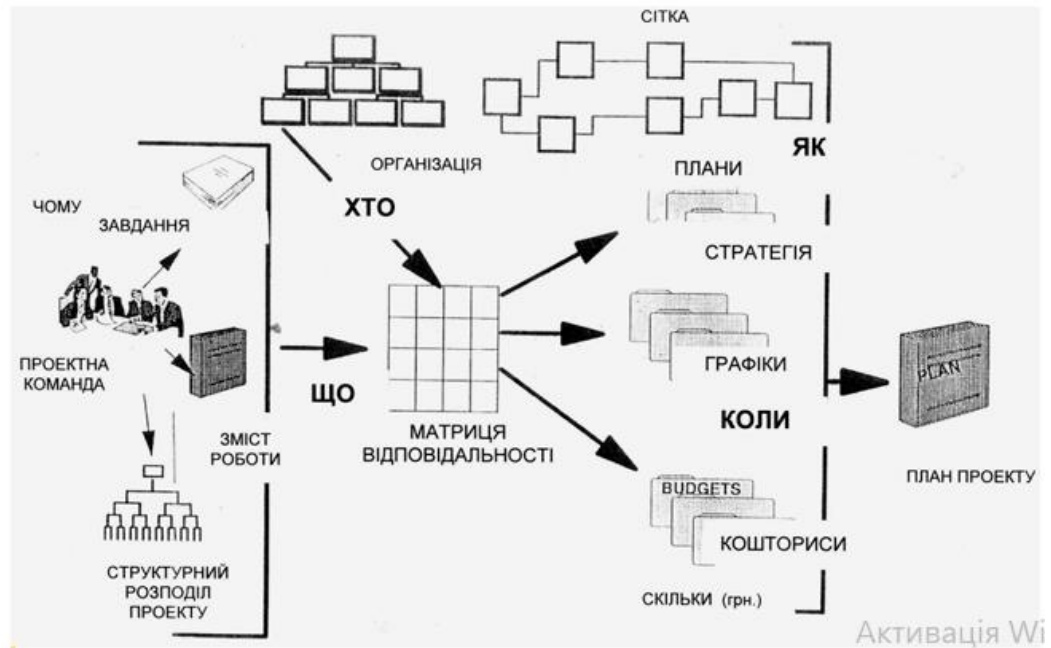 СІТКА
ОРГАНІЗАЦІЯ
ЯК
ПЛАНИ
ХТО
ЧОМУ
ЗАВДАННЯ
СТРАТЕГІЯ
ПРОЕКТНА
КОМАНДА
ЩО
ГРАФІКИ
PLAN
КОЛИ
ЗМІСТ
РОБОТИ
МАТРИЦЯ
ВІДПОВІДАЛЬНОСТІ
ПЛАН ПРОЕКТУ
BUDGETS
КОШТОРИСИ
СТРУКТУРНИЙ
РОЗПОДІЛ
ПРОЕКТУ
СКІЛЬКИ (грн.)
Активація Wi